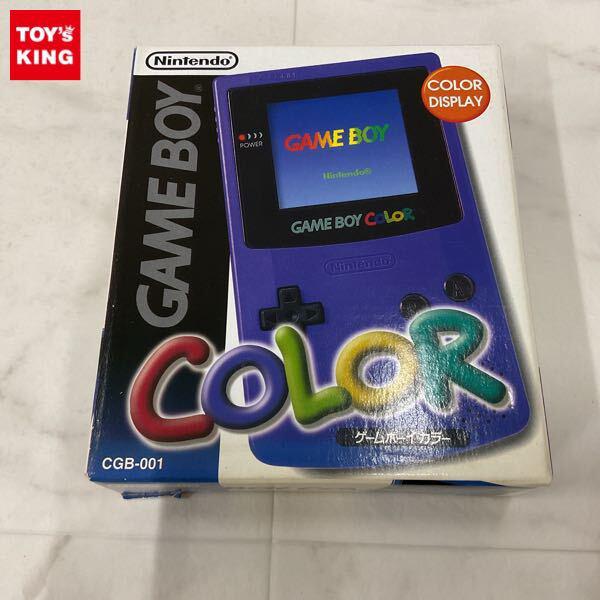 TOY's
KING
Nintendo®
GAME BOY®
COLOR
DISPLAY
POWER
GAME BOY
Nintendo®
GAME BOY COLOR
Nintendo®
B
A
COLOR
ゲームボーイカラー
CGB-001